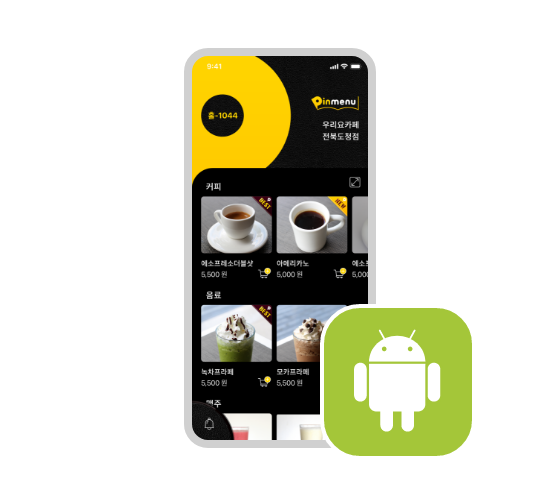 9:41
홀-1044
inmenu
우리요카페
전북도청점
커피
BEST
NEW
에소프레소더블샷
5,500 원
아메리카노
5,000 원
에소프
5,000
음료
BEST
녹차프라페
5,500 원
모카프라페
5,500 원
맥주